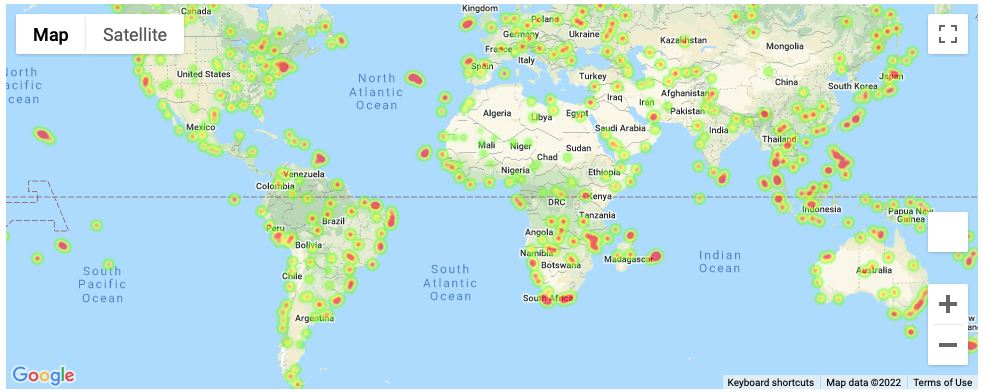 Map
Satellite
Canada
Kingdom
Poland
Germany
Ukraine
France
Kazakhstan
Mongolia
Italy
Spain
United States
Turkey
China
Japan
South Korea
North
Atlantic
Ocean
Iraq
Iran
Afghanistan
Pakistan
Algeria
Libya
Egypt
Mexico
Saudi Arabia
India
Thailand
Mali
Niger
Chad
Sudan
Nigeria
Ethiopia
Venezuela
Colombia
Kenya
DRC
Tanzania
Indonesia
Papua New
Guinea
Peru
Brazil
Bolivia
Angola
Namibia
Botswana
Madagascar
Indian
Ocean
Chile
South
Pacific
Ocean
South
Atlantic
Ocean
Australia
South Africa
Argentina
Google
Keyboard shortcuts
Map data ©2022
Terms of Use